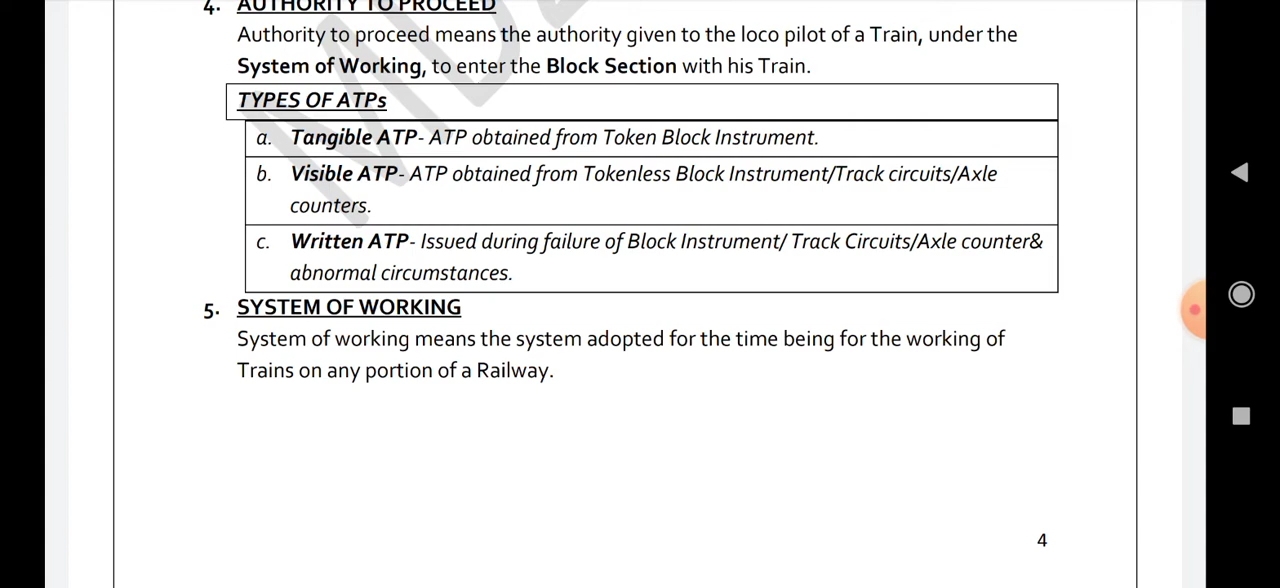 4. AUTHORITY TO PROCEED
Authority to proceed means the authority given to the loco pilot of a Train, under the
System of Working, to enter the Block Section with his Train.
TYPES OF ATPs
a. Tangible ATP- ATP obtained from Token Block Instrument.
b. Visible ATP- ATP obtained from Tokenless Block Instrument/Track circuits/Axle
counters.
c. Written ATP- Issued during failure of Block Instrument/ Track Circuits/Axle counter&
abnormal circumstances.
5. SYSTEM OF WORKING
System of working means the system adopted for the time being for the working of
Trains on any portion of a Railway.
4